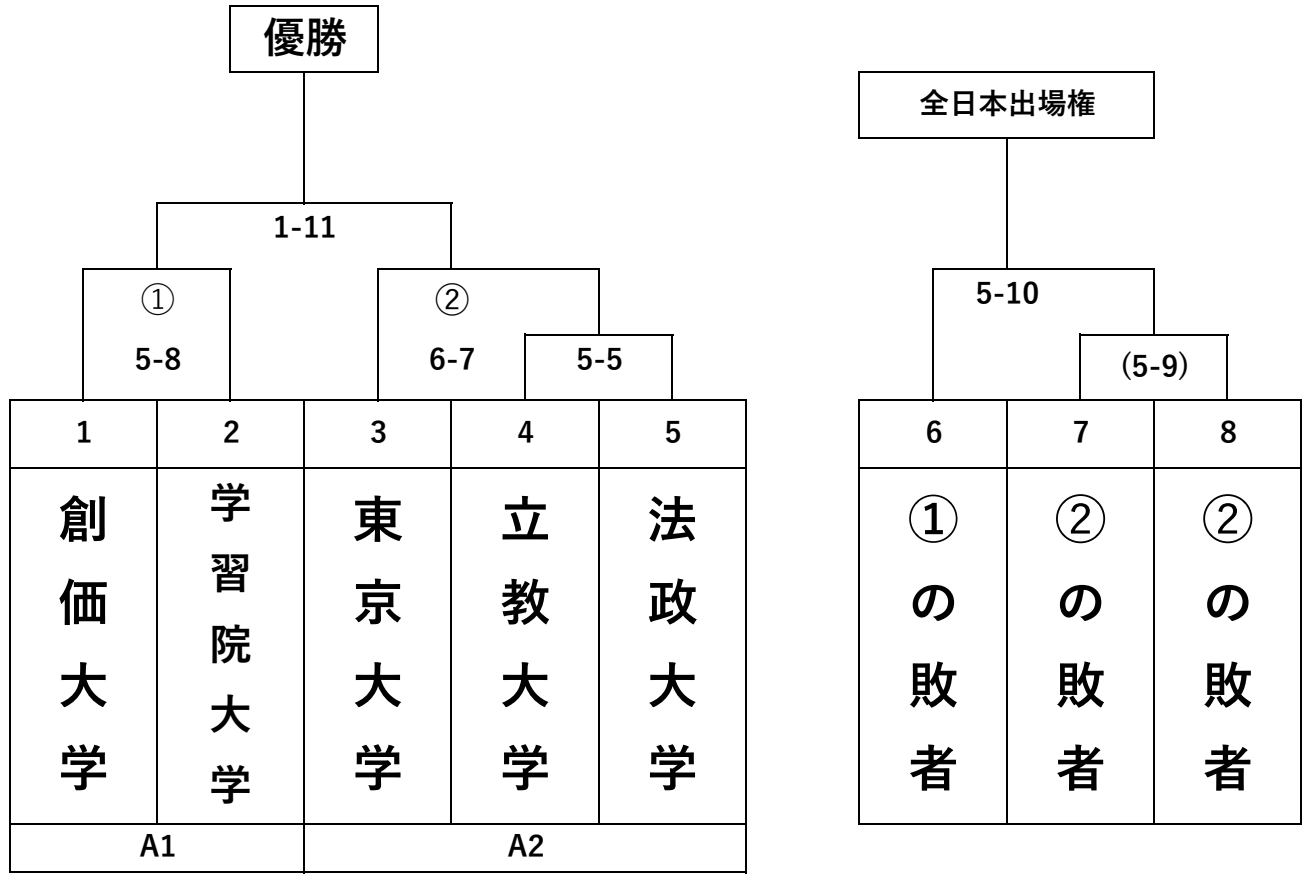 優勝
全日本出場権
1-11
5-10
①
②
5-8
6-7
5-5
(5-9)
1
2
3
4
5
6
7
8
創価大学
学習院大学
東京大学
立教大学
法政大学
①の敗者
②の敗者
②の敗者
A1
A2